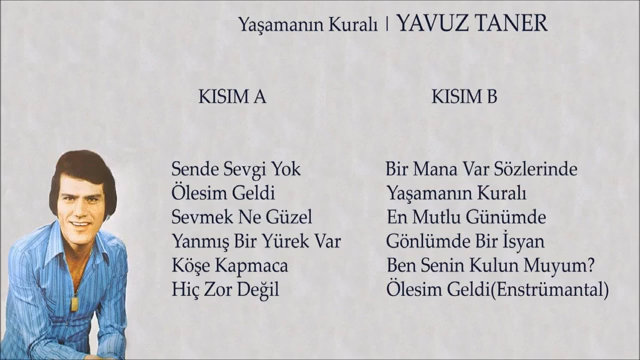 Yaşamanın Kuralı | YAVUZ TANER
KISIM A
Sende Sevgi Yok
Ölesim Geldi
Sevmek Ne Güzel
Yanmış Bir Yürek Var
Köşe Kapmaca
Hiç Zor Değil
KISIM B
Bir Mana Var Sözlerinde
Yaşamanın Kuralı
En Mutlu Günümde
Gönlümde Bir İsyan
Ben Senin Kulun Muyum?
Ölesim Geldi(Enstrümantal)